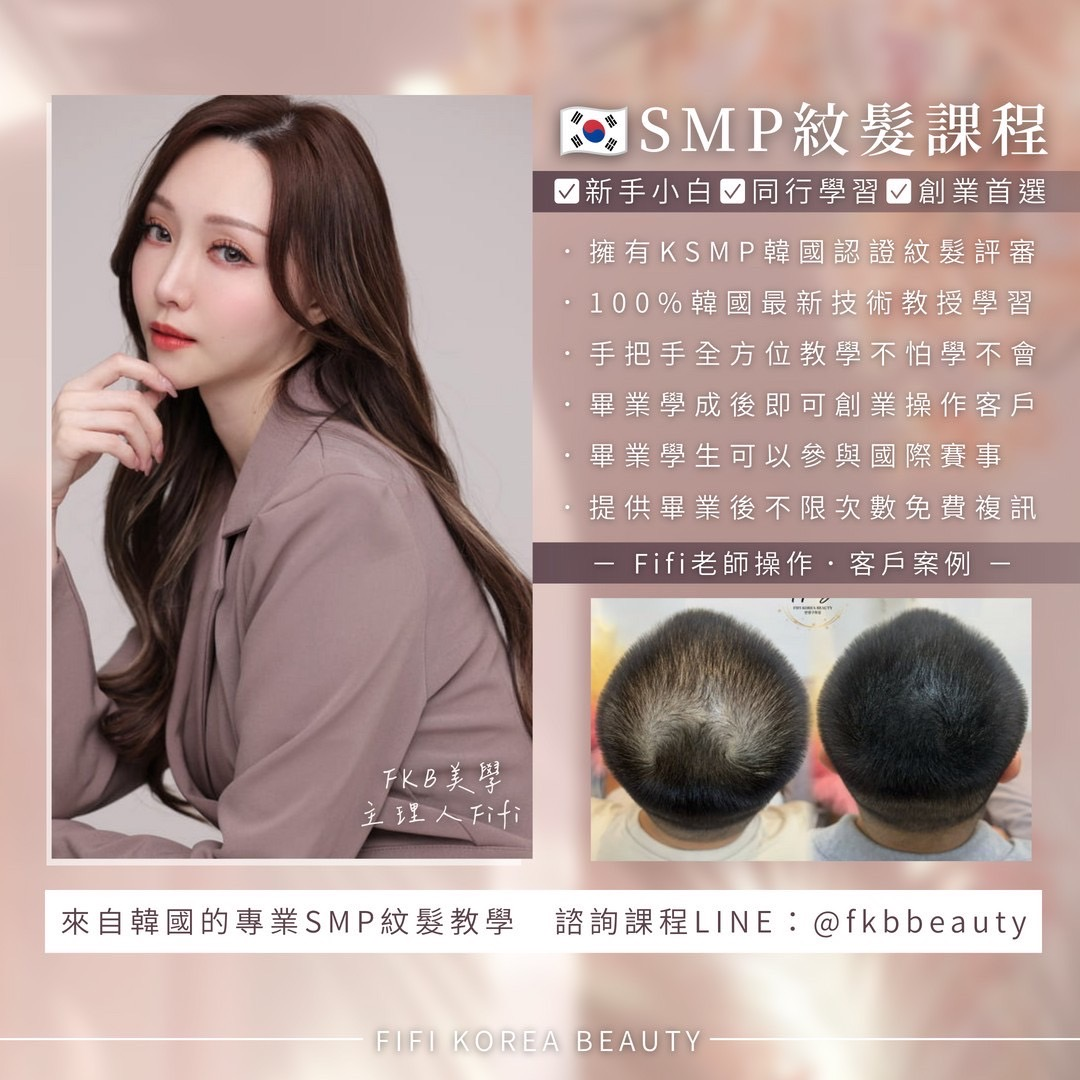 🇰🇷SMP紋髮課程
☑新手小白☑同行學習☑創業首選
· 擁有KSMP韓國認證紋髮評審
· 100%韓國最新技術教授學習
· 手把手全方位教學不怕學不會
· 畢業學成後即可創業操作客戶
· 畢業學生可以參與國際賽事
· 提供畢業後不限次數免費複訊
— Fifi老師操作·客戶案例 —
FIFI KOREA BEAUTY
FKB美學
主理人Fifi
來自韓國的專業SMP紋髮教學 諮詢課程LINE：@fkbbeauty
FIFI KOREA BEAUTY